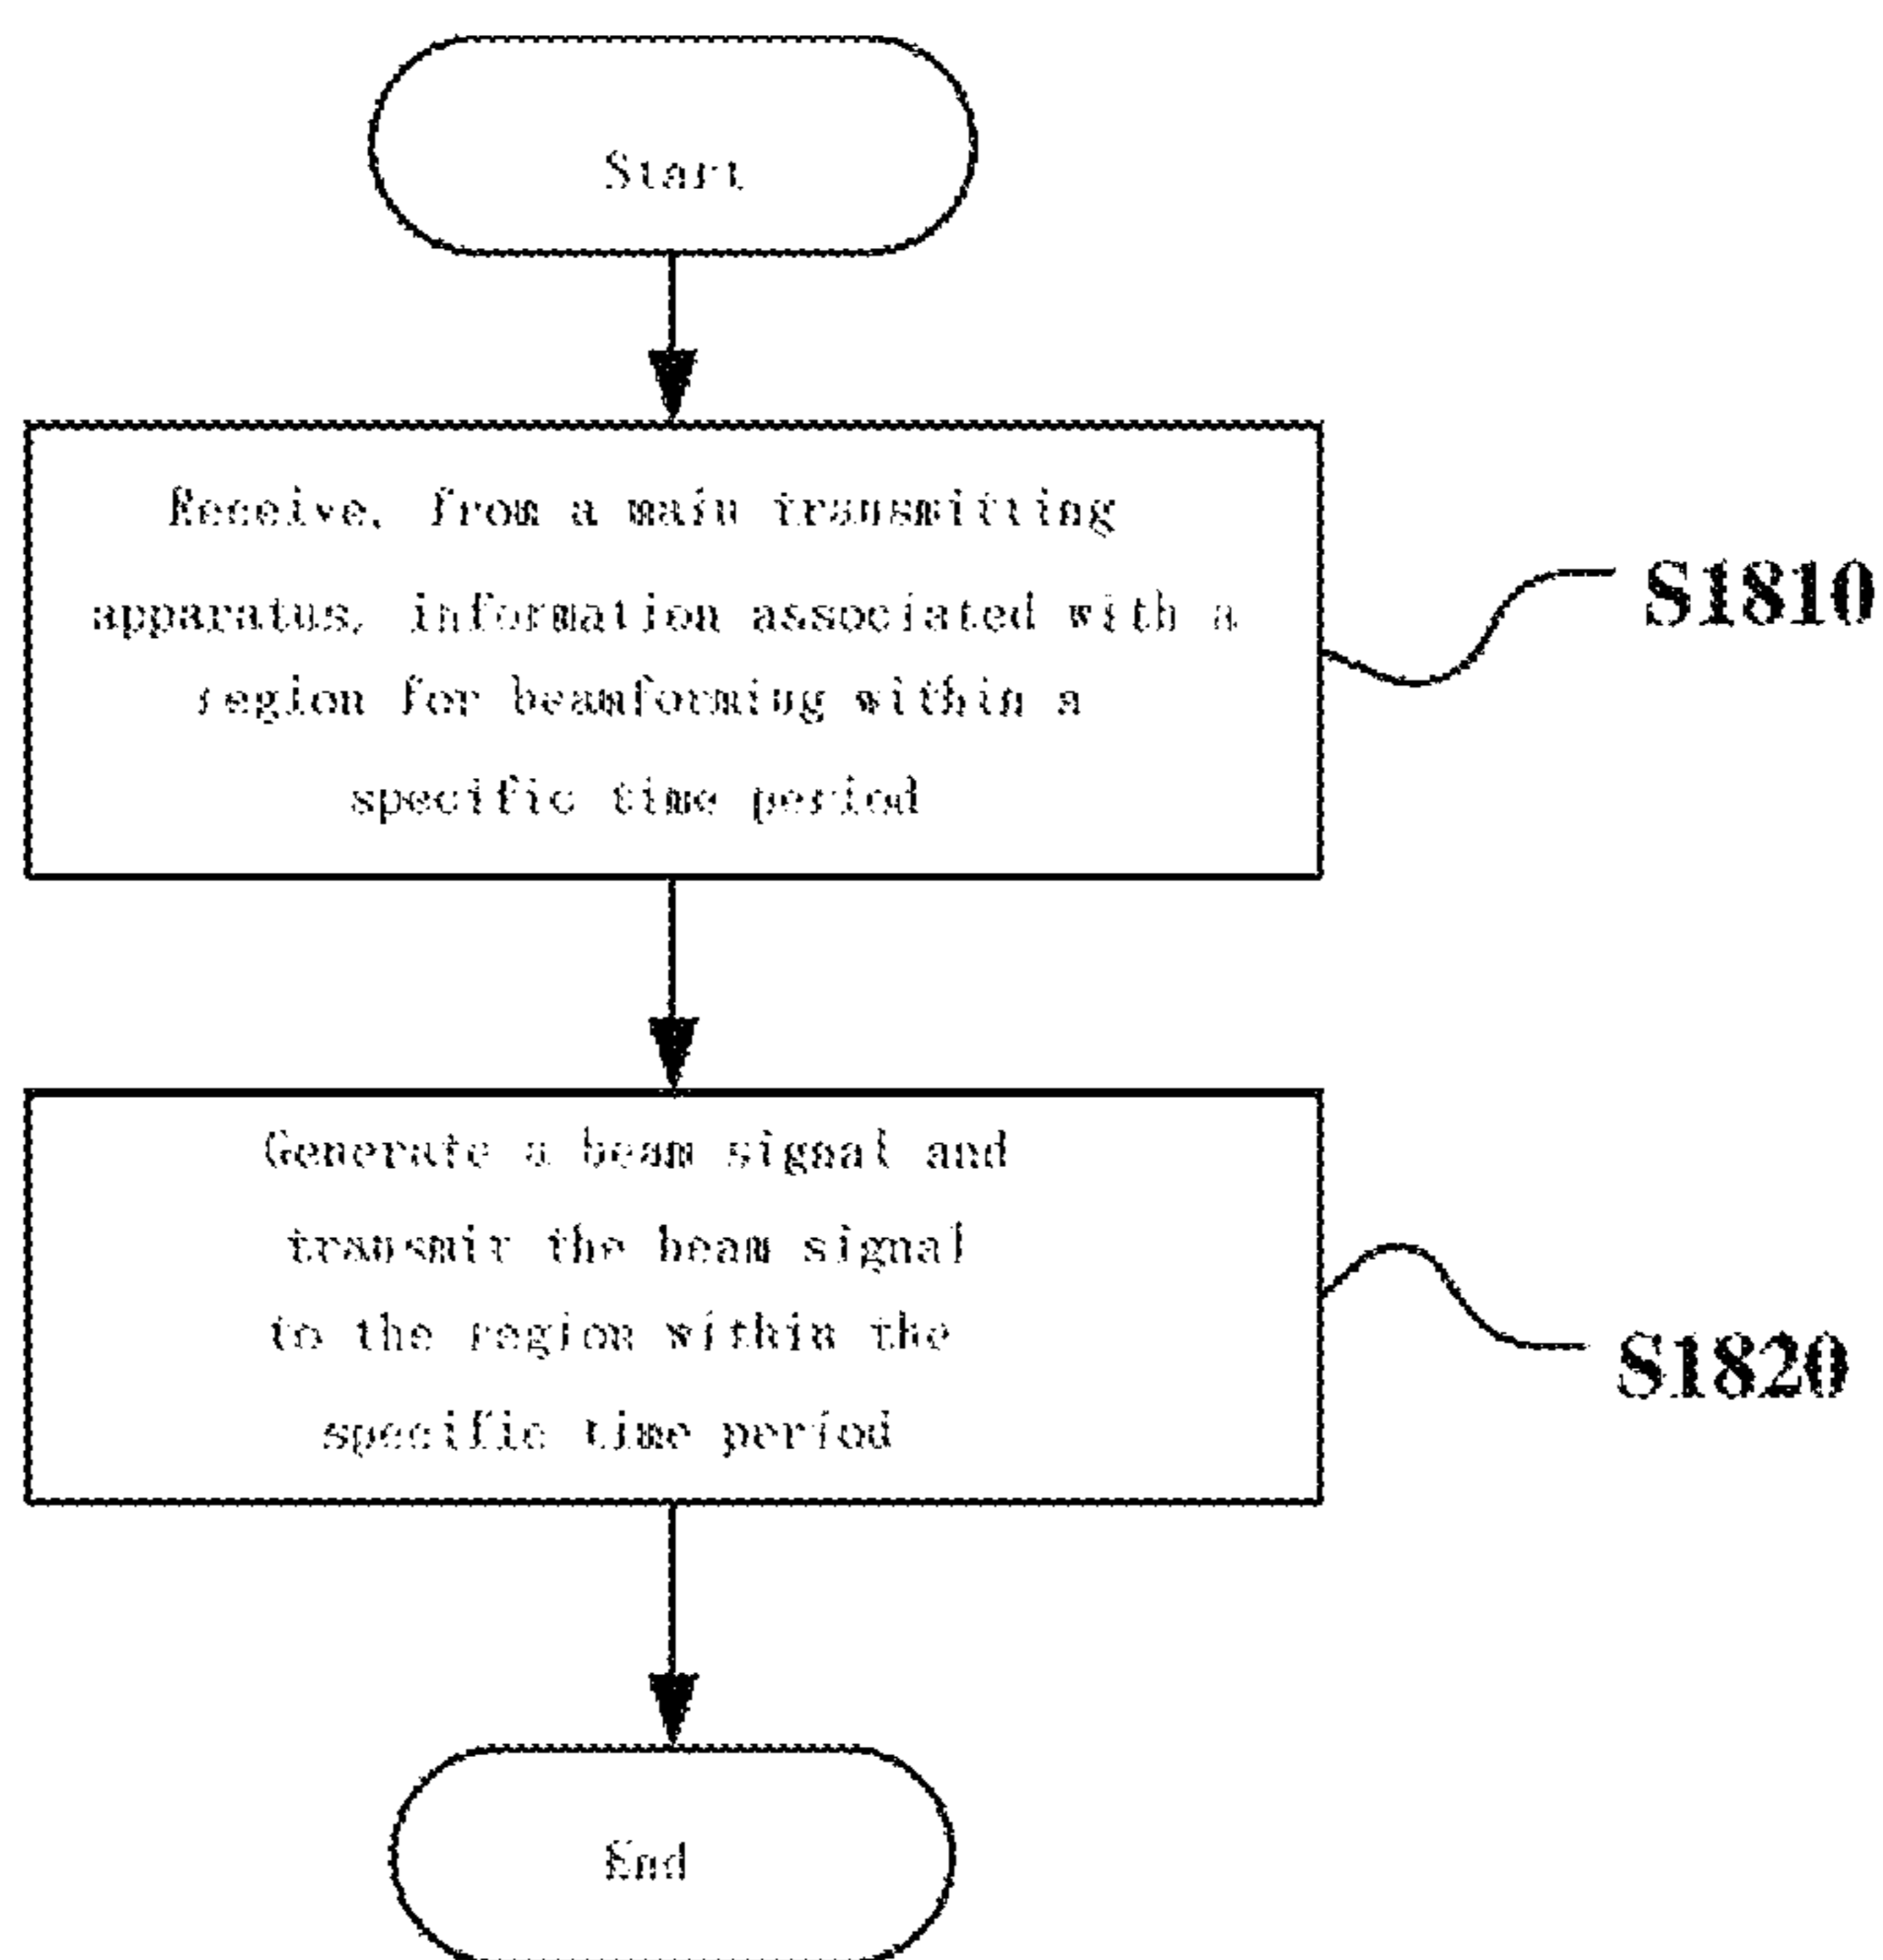 Start
Receive, from a main transmitting
apparatus, information associated with a
region for beamforming within a
specific time period
S1810
Generate a beam signal and
transmit the beam signal
to the region within the
specific time period
S1820
End